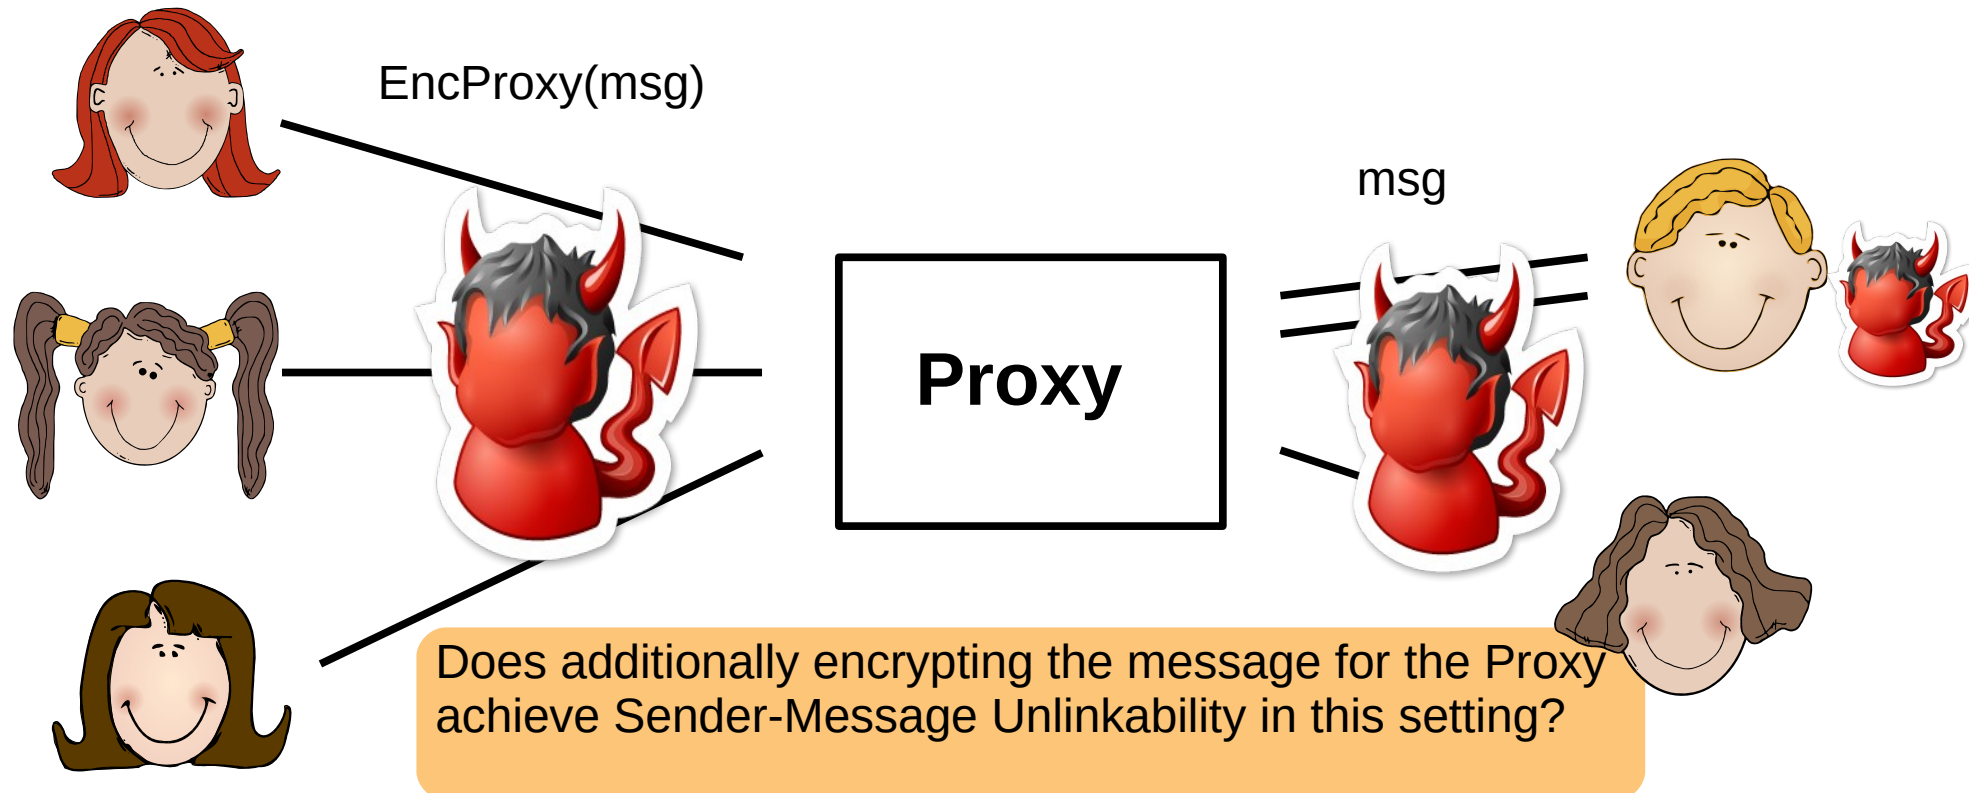 EncProxy(msg)
msg
Proxy
Does additionally encrypting the message for the Proxy
achieve Sender-Message Unlinkability in this setting?